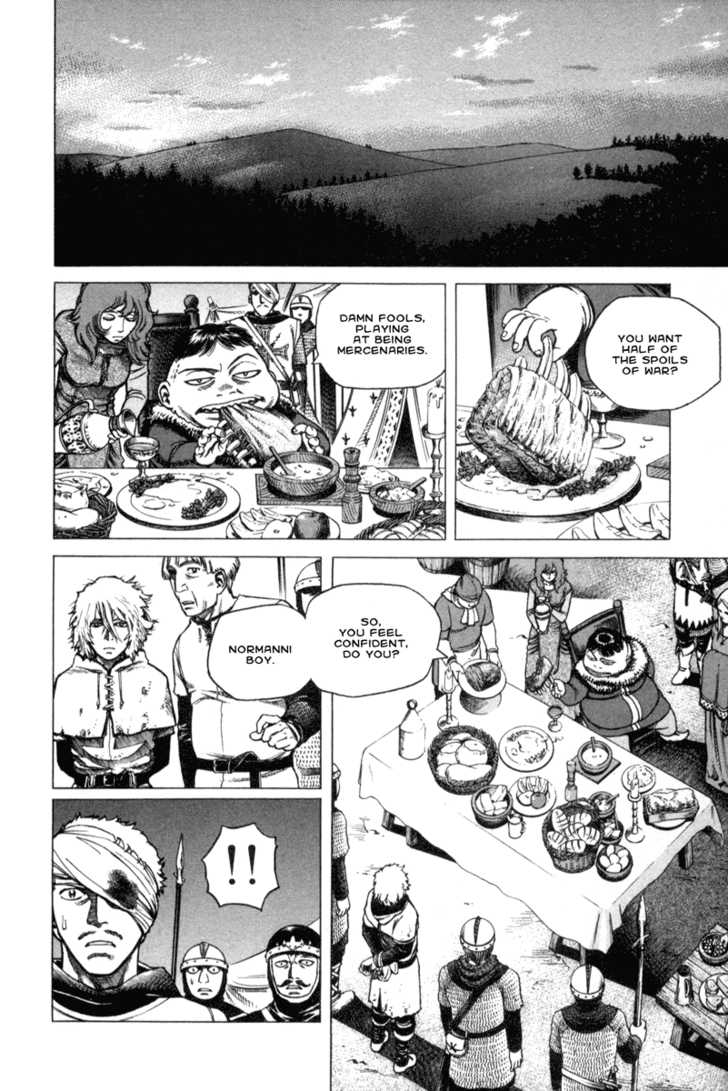 DAMN FOOLS,
PLAYING
AT BEING
MERCENARIES.
YOU WANT
HALF OF
THE SPOILS
OF WAR?
NORMANNI
BOY.
SO,
YOU FEEL
CONFIDENT,
DO YOU?
!!